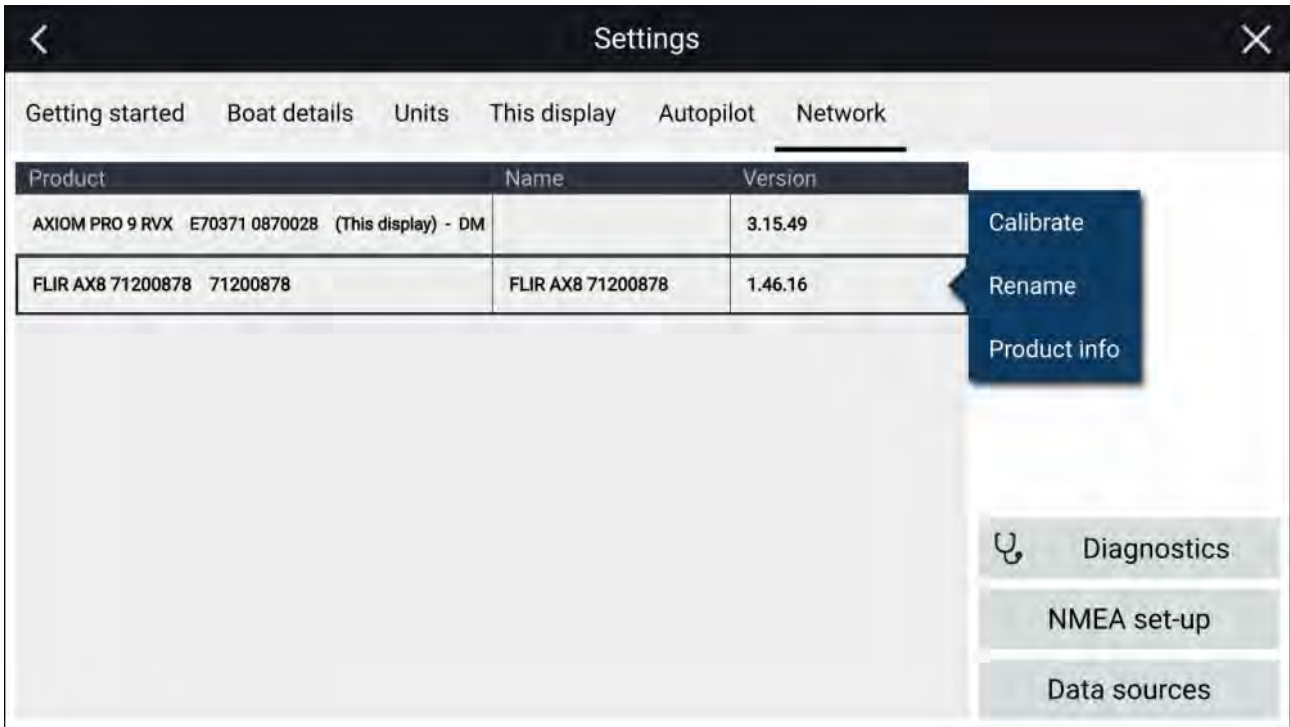 Settings
Getting started Boat details Units This display Autopilot Network
Product Name Version
AXIOM PRO 9 RVX E70371 0870028 (This display) - DM 3.15.49
FLIR AX8 71200878 71200878 FLIR AX8 71200878 1.46.16
Calibrate
Rename
Product info
Diagnostics
NMEA set-up
Data sources